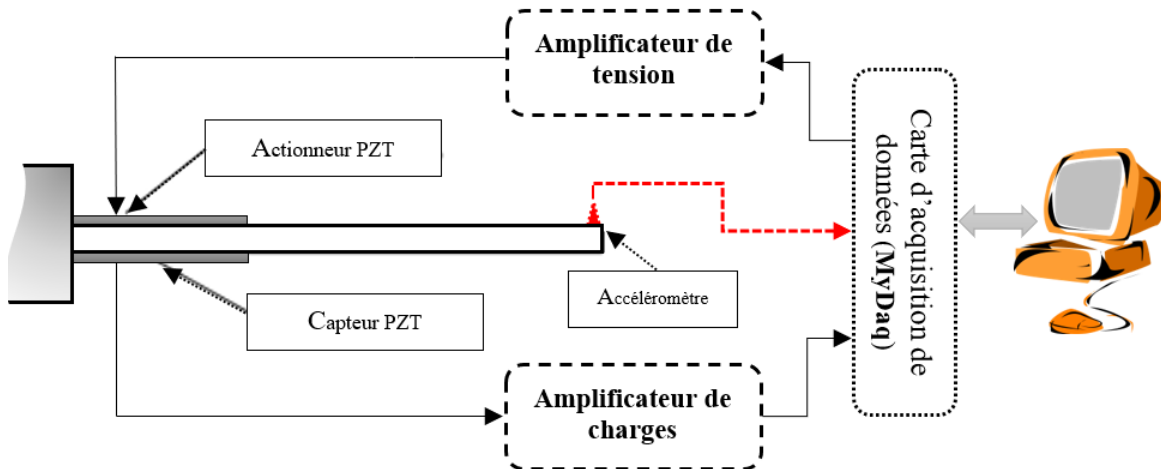 Amplificateur de
tension
Actionneur PZT
Carte d'acquisition de
données (MyDaq)
Accéléromètre
Capteur PZT
Amplificateur de
charges